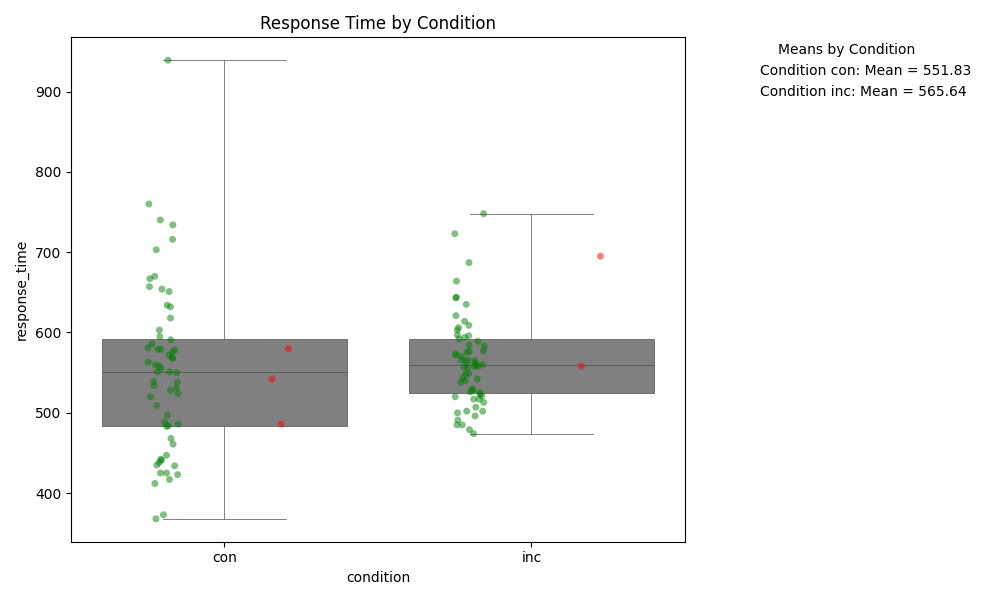 Response Time by Condition
Means by Condition
Condition con: Mean = 551.83
Condition inc: Mean = 565.64
response_time
900
800
700
600
500
400
con
inc
condition